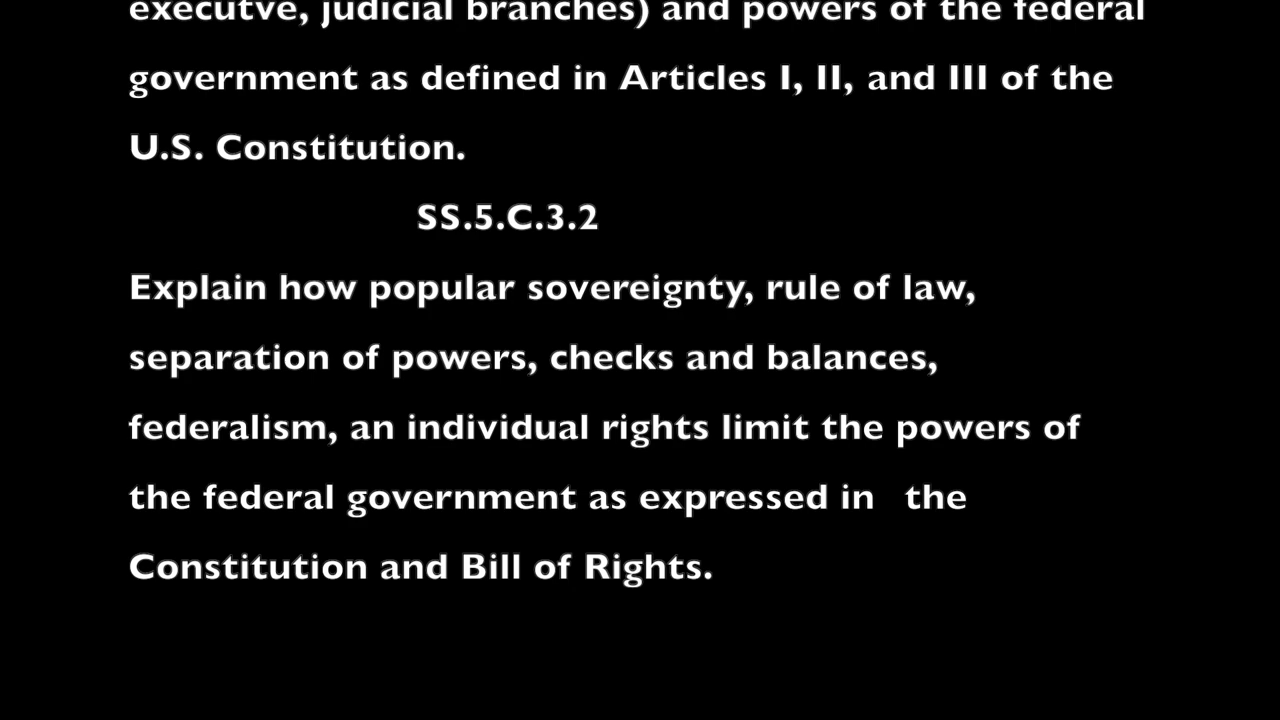 executve, judicial branches) and powers of the federal
government as defined in Articles I, II, and III of the
U.S. Constitution.
SS.5.C.3.2
Explain how popular sovereignty, rule of law,
separation of powers, checks and balances,
federalism, an individual rights limit the powers of
the federal government as expressed in   the
Constitution and Bill of Rights.